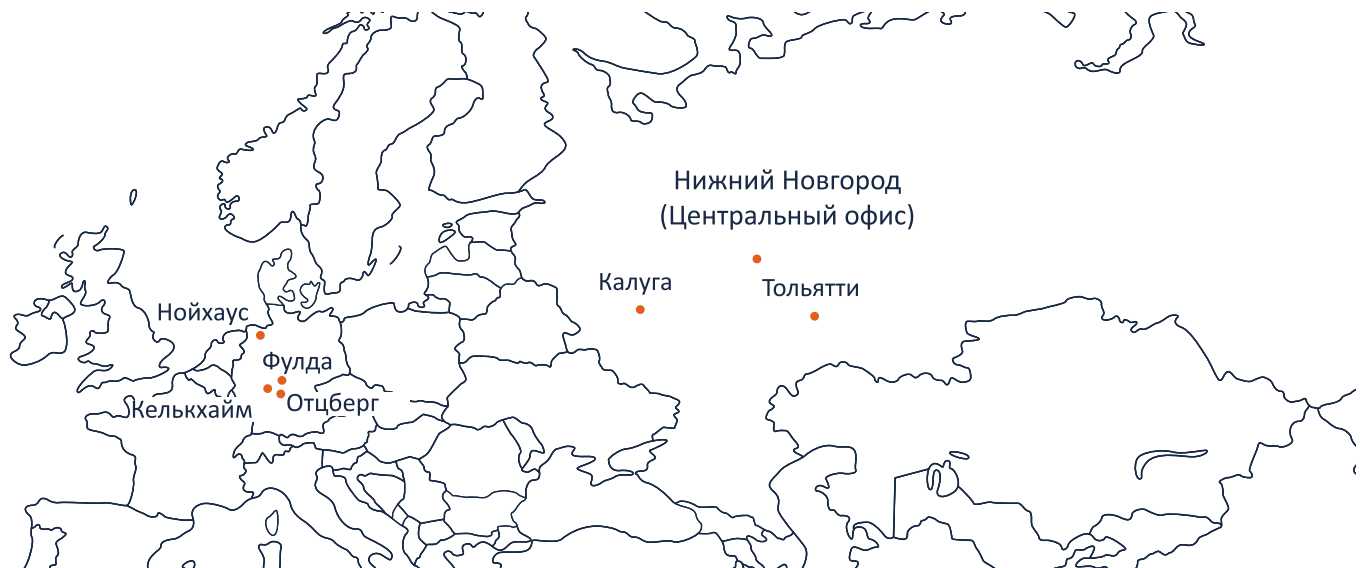 Нижний Новгород
(Центральный офис)
Калуга
Тольятти
Нойхаус
Фулда
Отцберг
Келькхайм